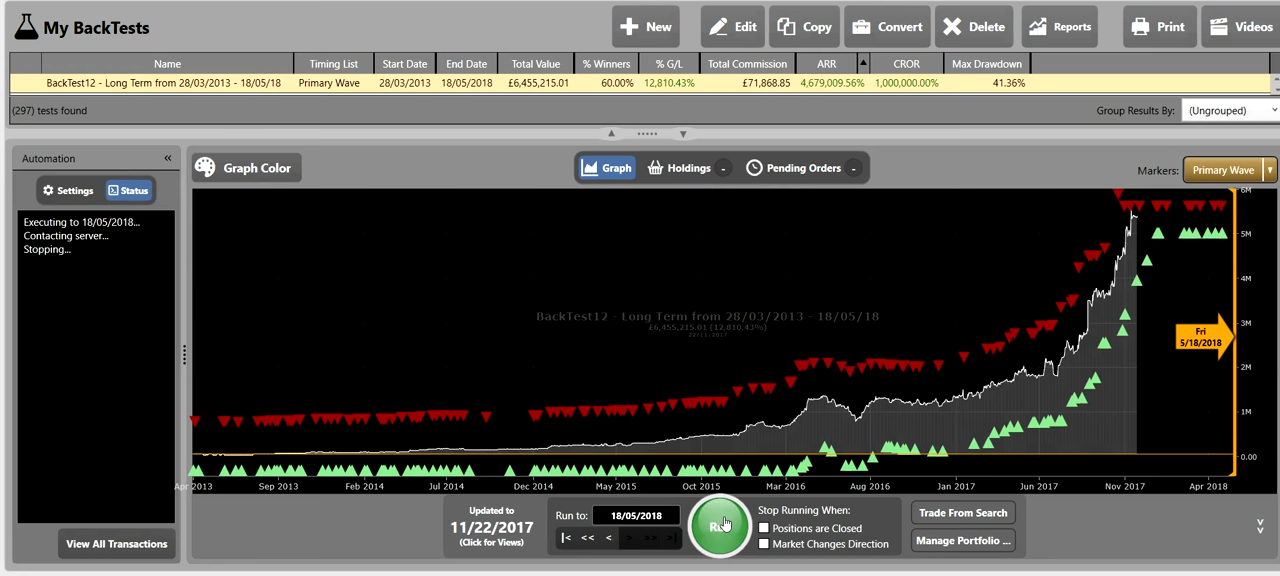 My BackTests
New
Edit
Copy
Convert
Delete
Reports
Print
Videos
Name Timing List Start Date End Date Total Value % Winners % G/L Total Commission ARR CROR Max Drawdown
BackTest12 - Long Term from 28/03/2013 - 18/05/18 Primary Wave 28/03/2013 18/05/2018 £6,455,215.01 60.00% 12,810.43% £71,868.85 4,679,009.56% 1,000,000.00% 41.36%
(297) tests found
Group Results By: (Ungrouped)
Automation «
Settings Status
Executing to 18/05/2018...
Contacting server...
Stopping...
View All Transactions
Graph Color
Graph Holdings - Pending Orders -
Markers: Primary Wave
BackTest12 - Long Term from 28/03/2013 - 18/05/18
£6,455,215.01 (12,810.43%)
22/11/2017
6M
5M
4M
3M
2M
1M
0.00
Fri
5/18/2018
Apr 2013 Sep 2013 Feb 2014 Jul 2014 Dec 2014 May 2015 Oct 2015 Mar 2016 Aug 2016 Jan 2017 Jun 2017 Nov 2017 Apr 2018
Updated to
11/22/2017
(Click for Views)
Run to: 18/05/2018
|< << < > >> >|
Stop Running When:
Positions are Closed
Market Changes Direction
Trade From Search
Manage Portfolio ...